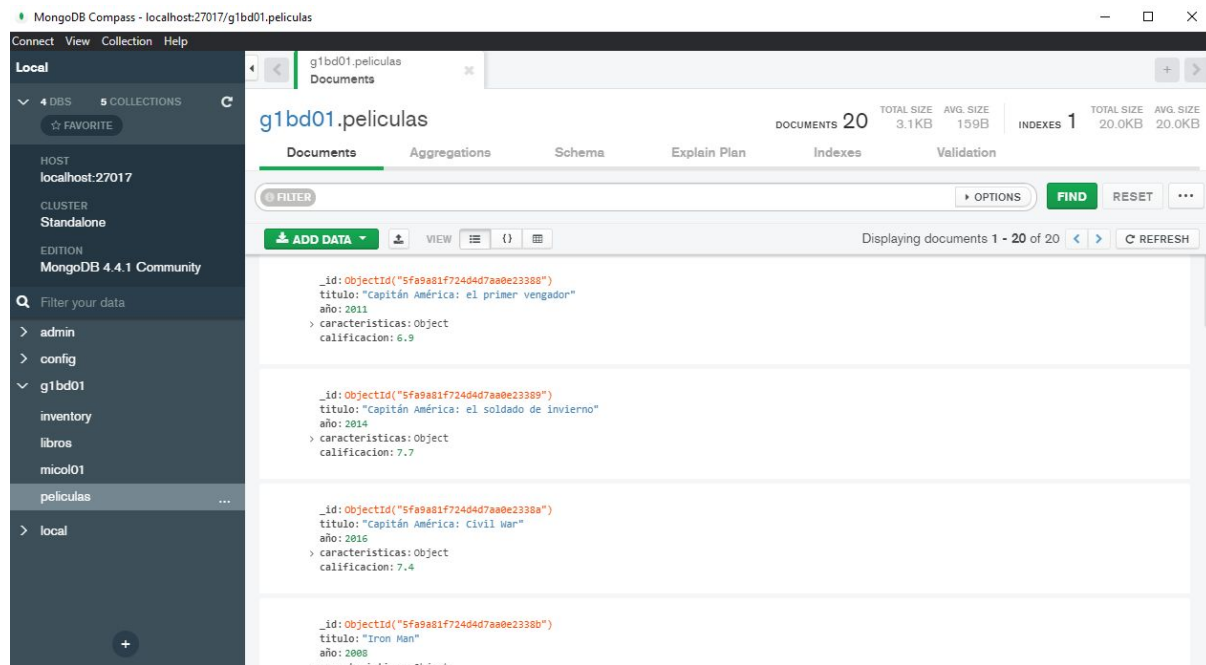 MongoDB Compass - localhost:27017/g1bd01.peliculas
Connect View Collection Help
Local
4 DBS 5 COLLECTIONS
FAVORITE
HOST
localhost:27017
CLUSTER
Standalone
EDITION
MongoDB 4.4.1 Community
Filter your data
admin
config
g1bd01
inventory
libros
micol01
peliculas ...
local
+
g1bd01.peliculas
Documents
g1bd01.peliculas
DOCUMENTS 20
TOTAL SIZE 3.1KB
AVG. SIZE 159B
INDEXES 1
TOTAL SIZE 20.0KB
AVG. SIZE 20.0KB
Documents Aggregations Schema Explain Plan Indexes Validation
FILTER OPTIONS FIND RESET ...
ADD DATA VIEW {} Displaying documents 1 - 20 of 20 < > REFRESH
_id: ObjectId("5fa9a81f724d4d7aa0e23388")
titulo: "Capitán América: el primer vengador"
año: 2011
> caracteristicas: Object
calificacion: 6.9
_id: ObjectId("5fa9a81f724d4d7aa0e23389")
titulo: "Capitán América: el soldado de invierno"
año: 2014
> caracteristicas: Object
calificacion: 7.7
_id: ObjectId("5fa9a81f724d4d7aa0e2338a")
titulo: "Capitán América: Civil War"
año: 2016
> caracteristicas: Object
calificacion: 7.4
_id: ObjectId("5fa9a81f724d4d7aa0e2338b")
titulo: "Iron Man"
año: 2008